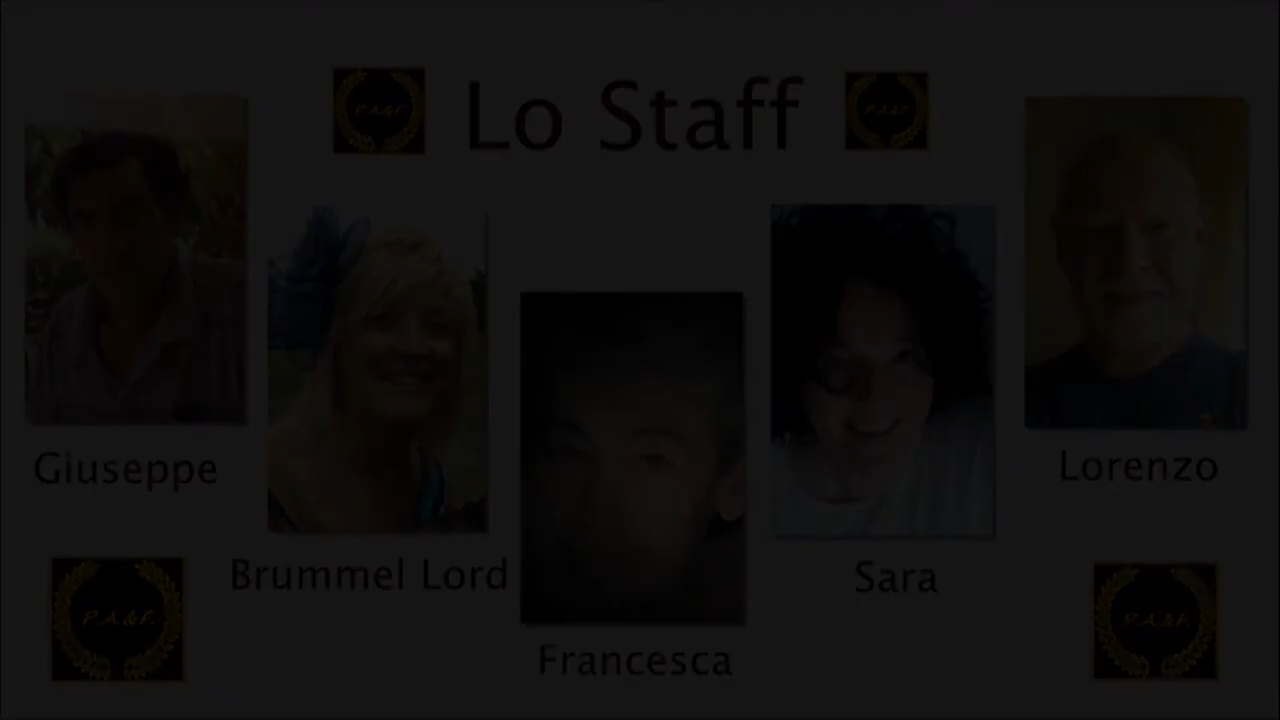 Lo Staff
P.A.&F.
P.A.&F.
Giuseppe
Lorenzo
Brummel Lord
Sara
Francesca
P.A.&F.
P.A.&F.